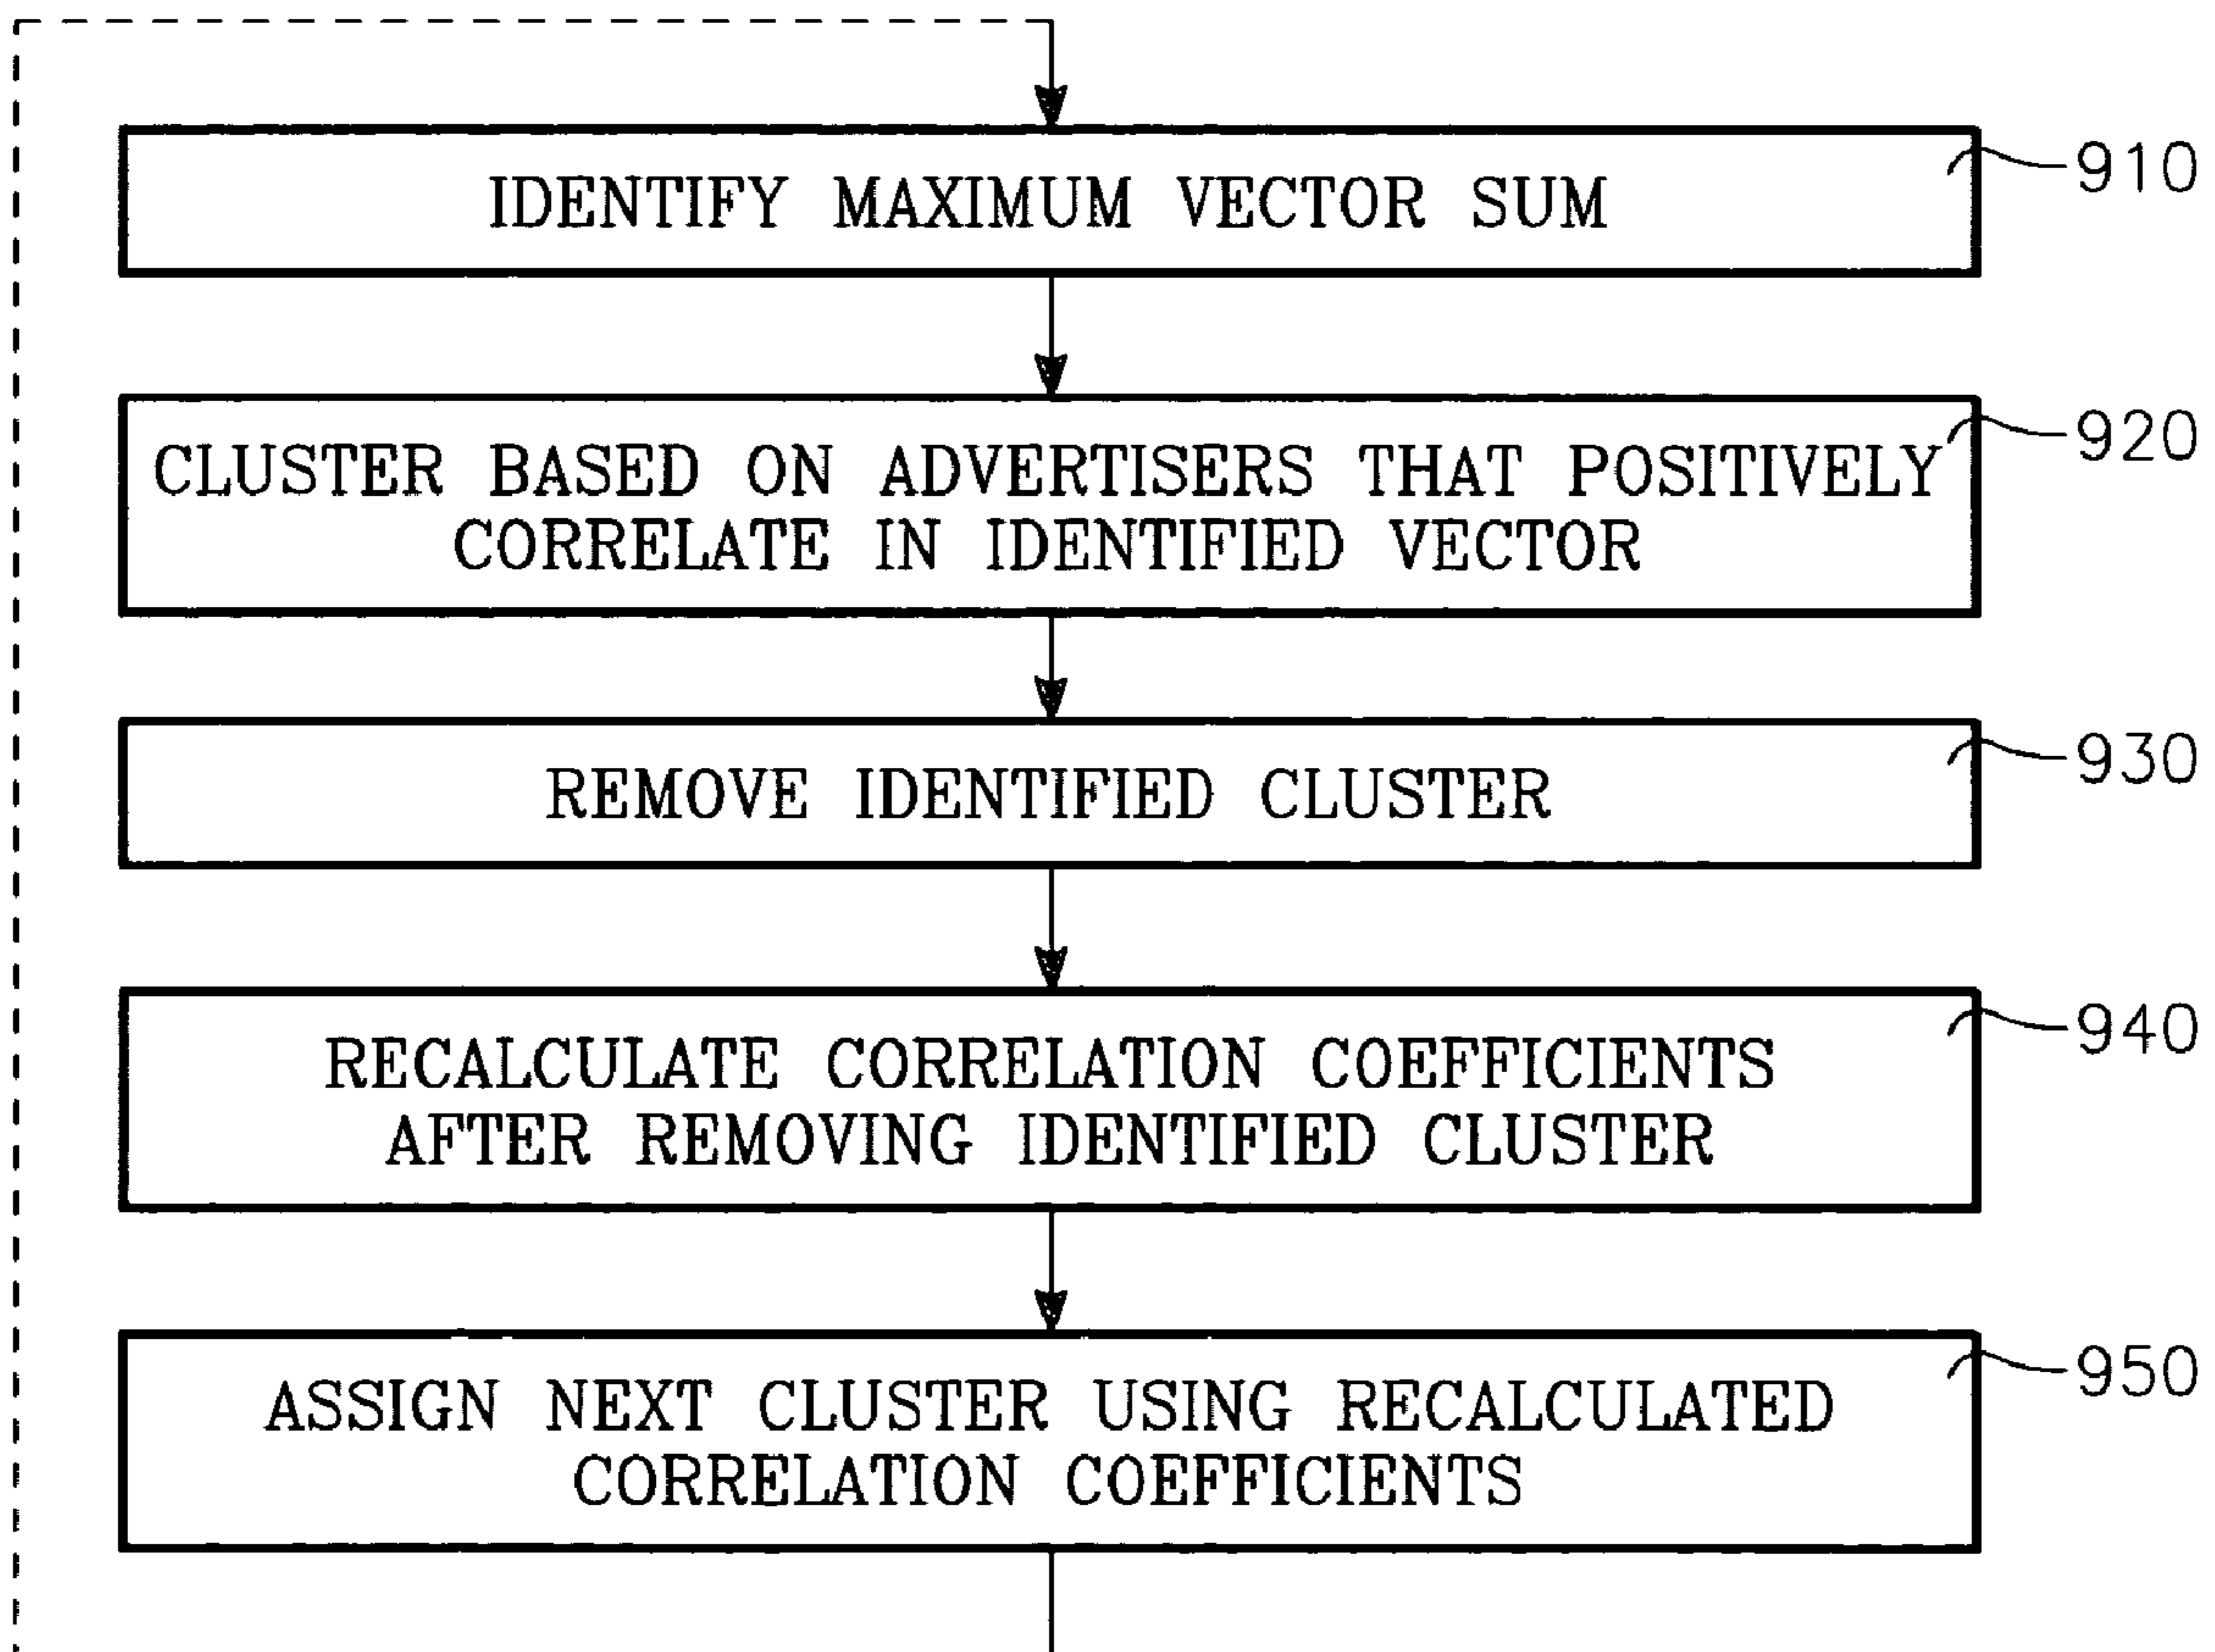 IDENTIFY MAXIMUM VECTOR SUM
910
CLUSTER BASED ON ADVERTISERS THAT POSITIVELY
CORRELATE IN IDENTIFIED VECTOR
920
REMOVE IDENTIFIED CLUSTER
930
RECALCULATE CORRELATION COEFFICIENTS
AFTER REMOVING IDENTIFIED CLUSTER
940
ASSIGN NEXT CLUSTER USING RECALCULATED
CORRELATION COEFFICIENTS
950